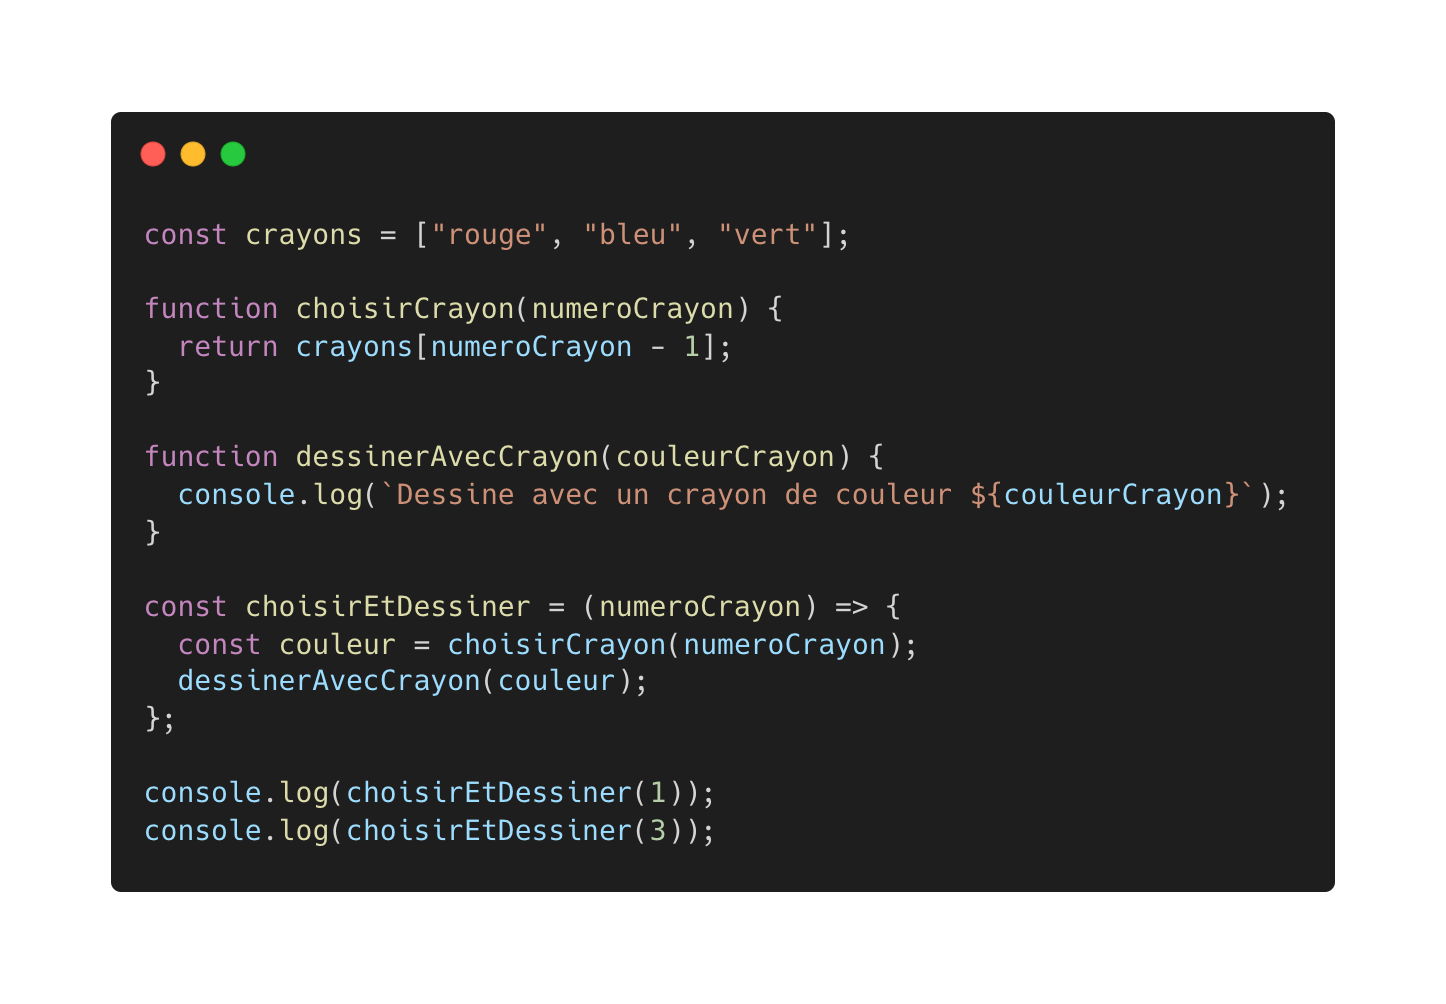 const crayons = ["rouge", "bleu", "vert"];
function choisirCrayon(numeroCrayon) {
  return crayons[numeroCrayon - 1];
}
function dessinerAvecCrayon(couleurCrayon) {
  console.log(`Dessine avec un crayon de couleur ${couleurCrayon}`);
}
const choisirEtDessiner = (numeroCrayon) => {
  const couleur = choisirCrayon(numeroCrayon);
  dessinerAvecCrayon(couleur);
};
console.log(choisirEtDessiner(1));
console.log(choisirEtDessiner(3));